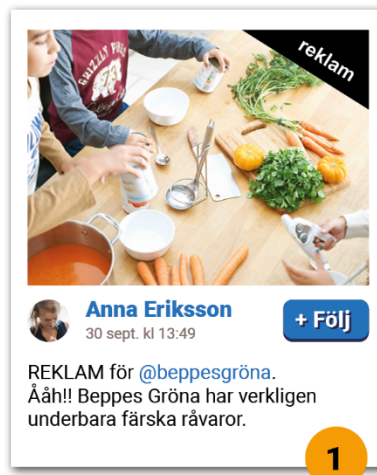 GRIZZLY
reklam
Anna Eriksson
30 sept. kl 13:49
+ Följ
REKLAM för @beppesgröna.
Ååh!! Beppes Gröna har verkligen
underbara färska råvaror.
1